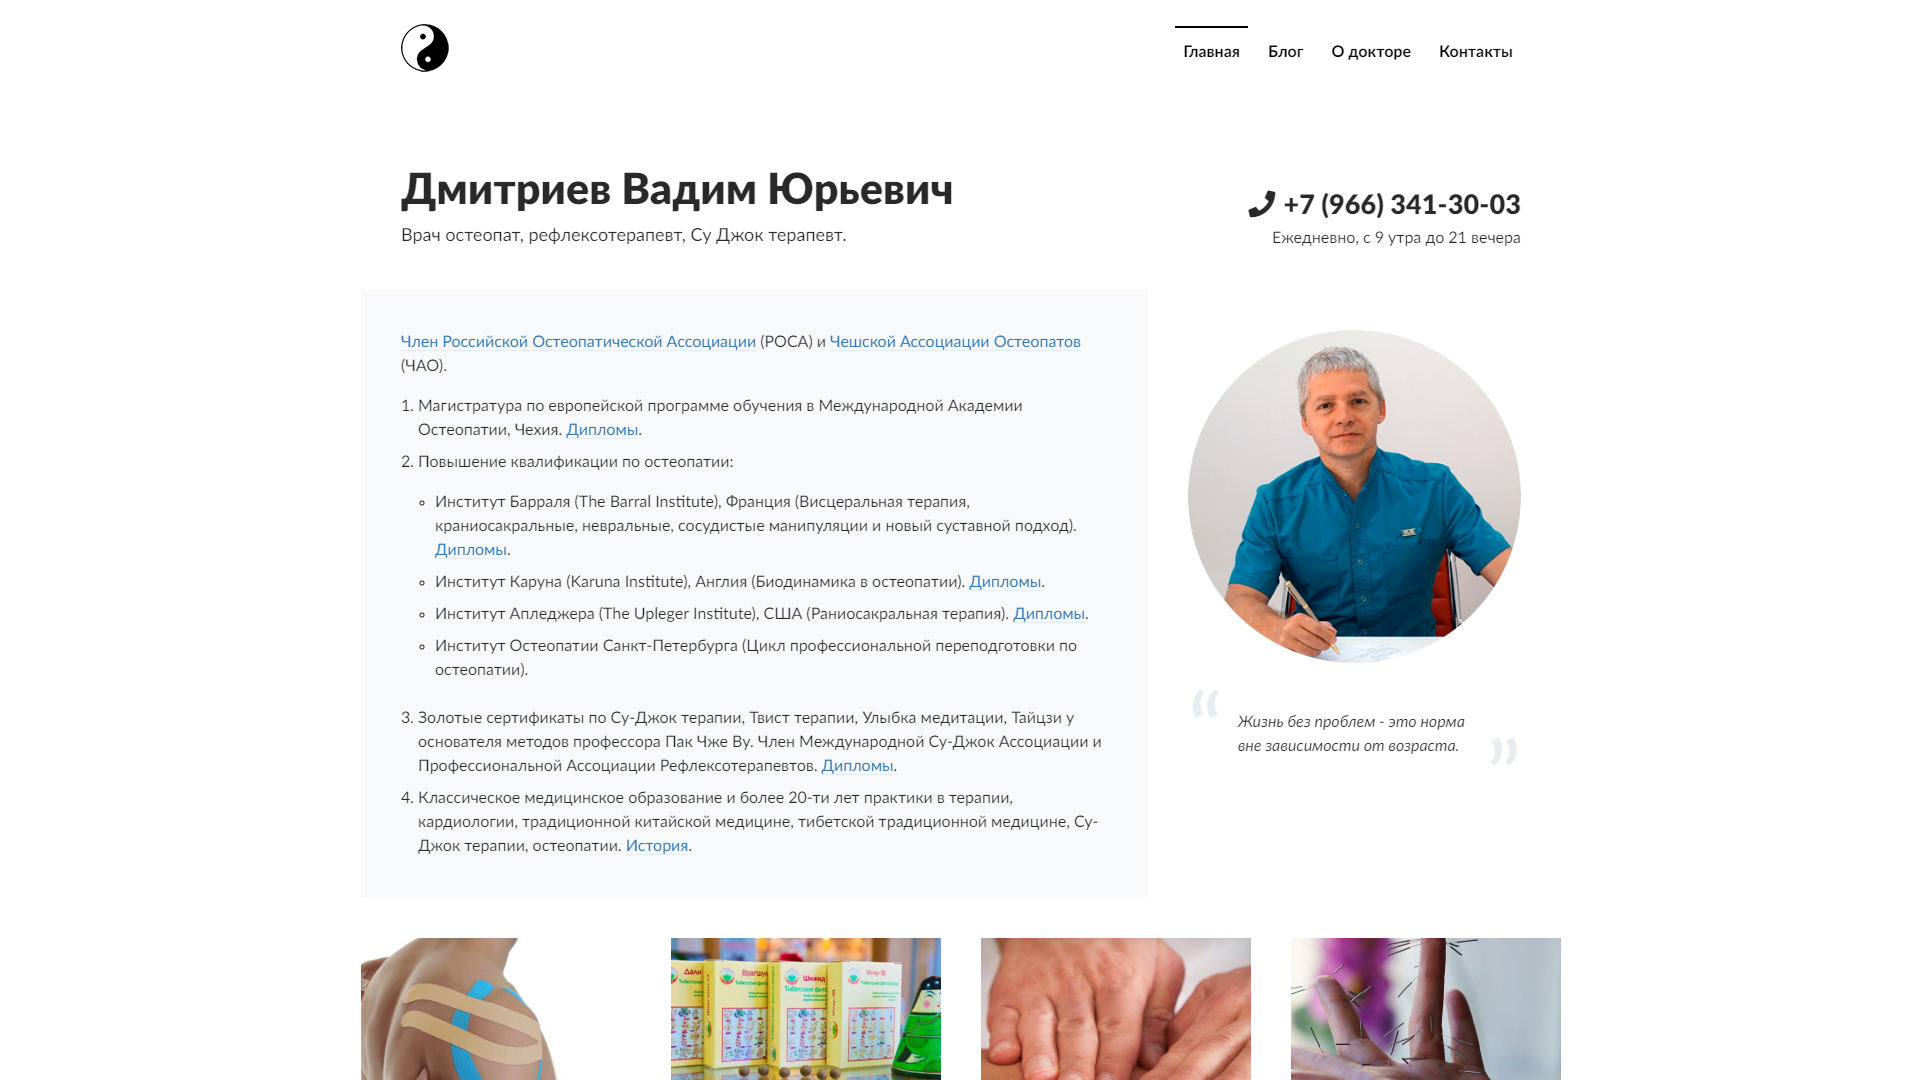 Главная Блог О докторе Контакты
Дмитриев Вадим Юрьевич
Врач остеопат, рефлексотерапевт, Су Джок терапевт.
+7 (966) 341-30-03
Ежедневно, с 9 утра до 21 вечера
Член Российской Остеопатической Ассоциации (РОСА) и Чешской Ассоциации Остеопатов
(ЧАО).
1. Магистратура по европейской программе обучения в Международной Академии
Остеопатии, Чехия. Дипломы.
2. Повышение квалификации по остеопатии:
Институт Барраля (The Barral Institute), Франция (Висцеральная терапия,
краниосакральные, невральные, сосудистые манипуляции и новый суставной подход).
Дипломы.
Институт Каруна (Karuna Institute), Англия (Биодинамика в остеопатии). Дипломы.
Институт Апледжера (The Upleger Institute), США (Раниосакральная терапия). Дипломы.
Институт Остеопатии Санкт-Петербурга (Цикл профессиональной переподготовки по
остеопатии).
3. Золотые сертификаты по Су-Джок терапии, Твист терапии, Улыбка медитации, Тайцзи у
основателя методов профессора Пак Чже Ву. Член Международной Су-Джок Ассоциации и
Профессиональной Ассоциации Рефлексотерапевтов. Дипломы.
4. Классическое медицинское образование и более 20-ти лет практики в терапии,
кардиологии, традиционной китайской медицине, тибетской традиционной медицине, Су-
Джок терапии, остеопатии. История.
“ Жизнь без проблем - это норма
вне зависимости от возраста. ”